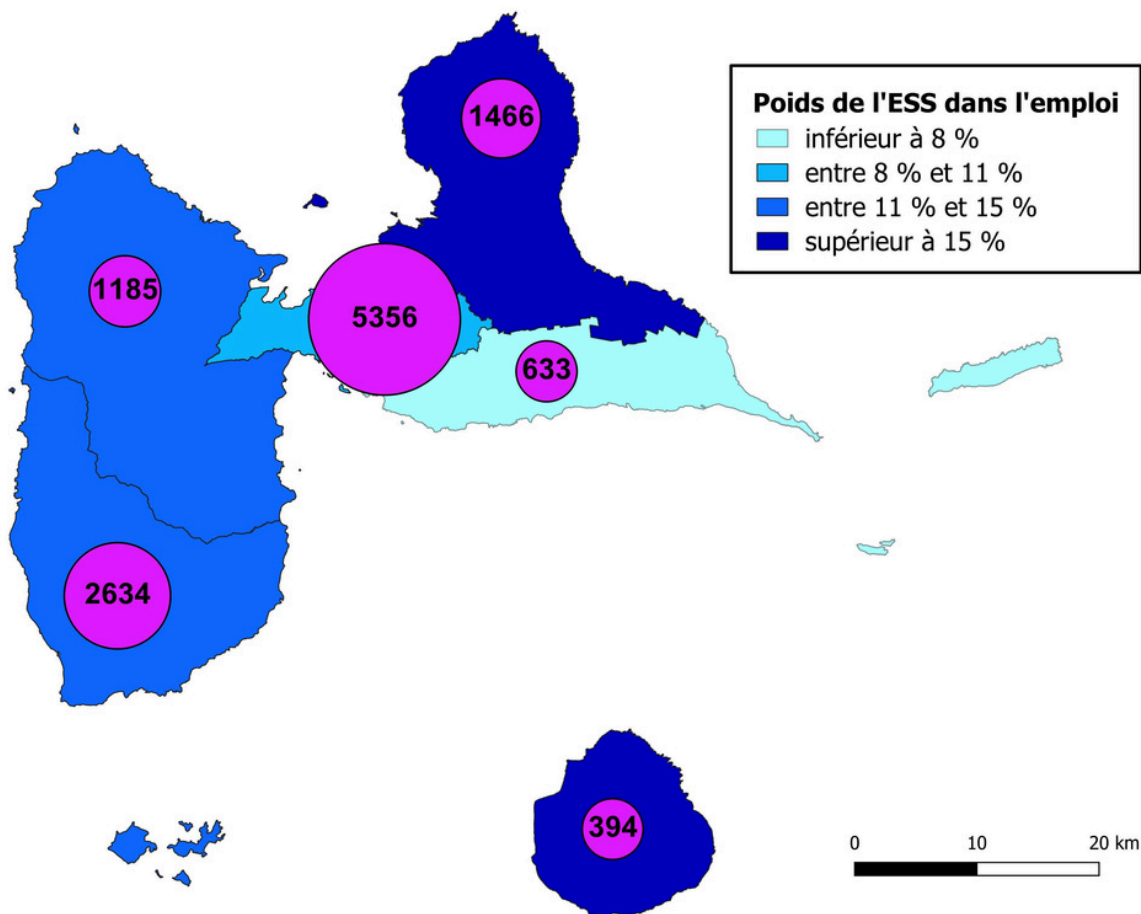 1466
Poids de l'ESS dans l'emploi
inférieur à 8 %
entre 8 % et 11 %
entre 11 % et 15 %
supérieur à 15 %
1185
5356
633
2634
394
0 10 20 km